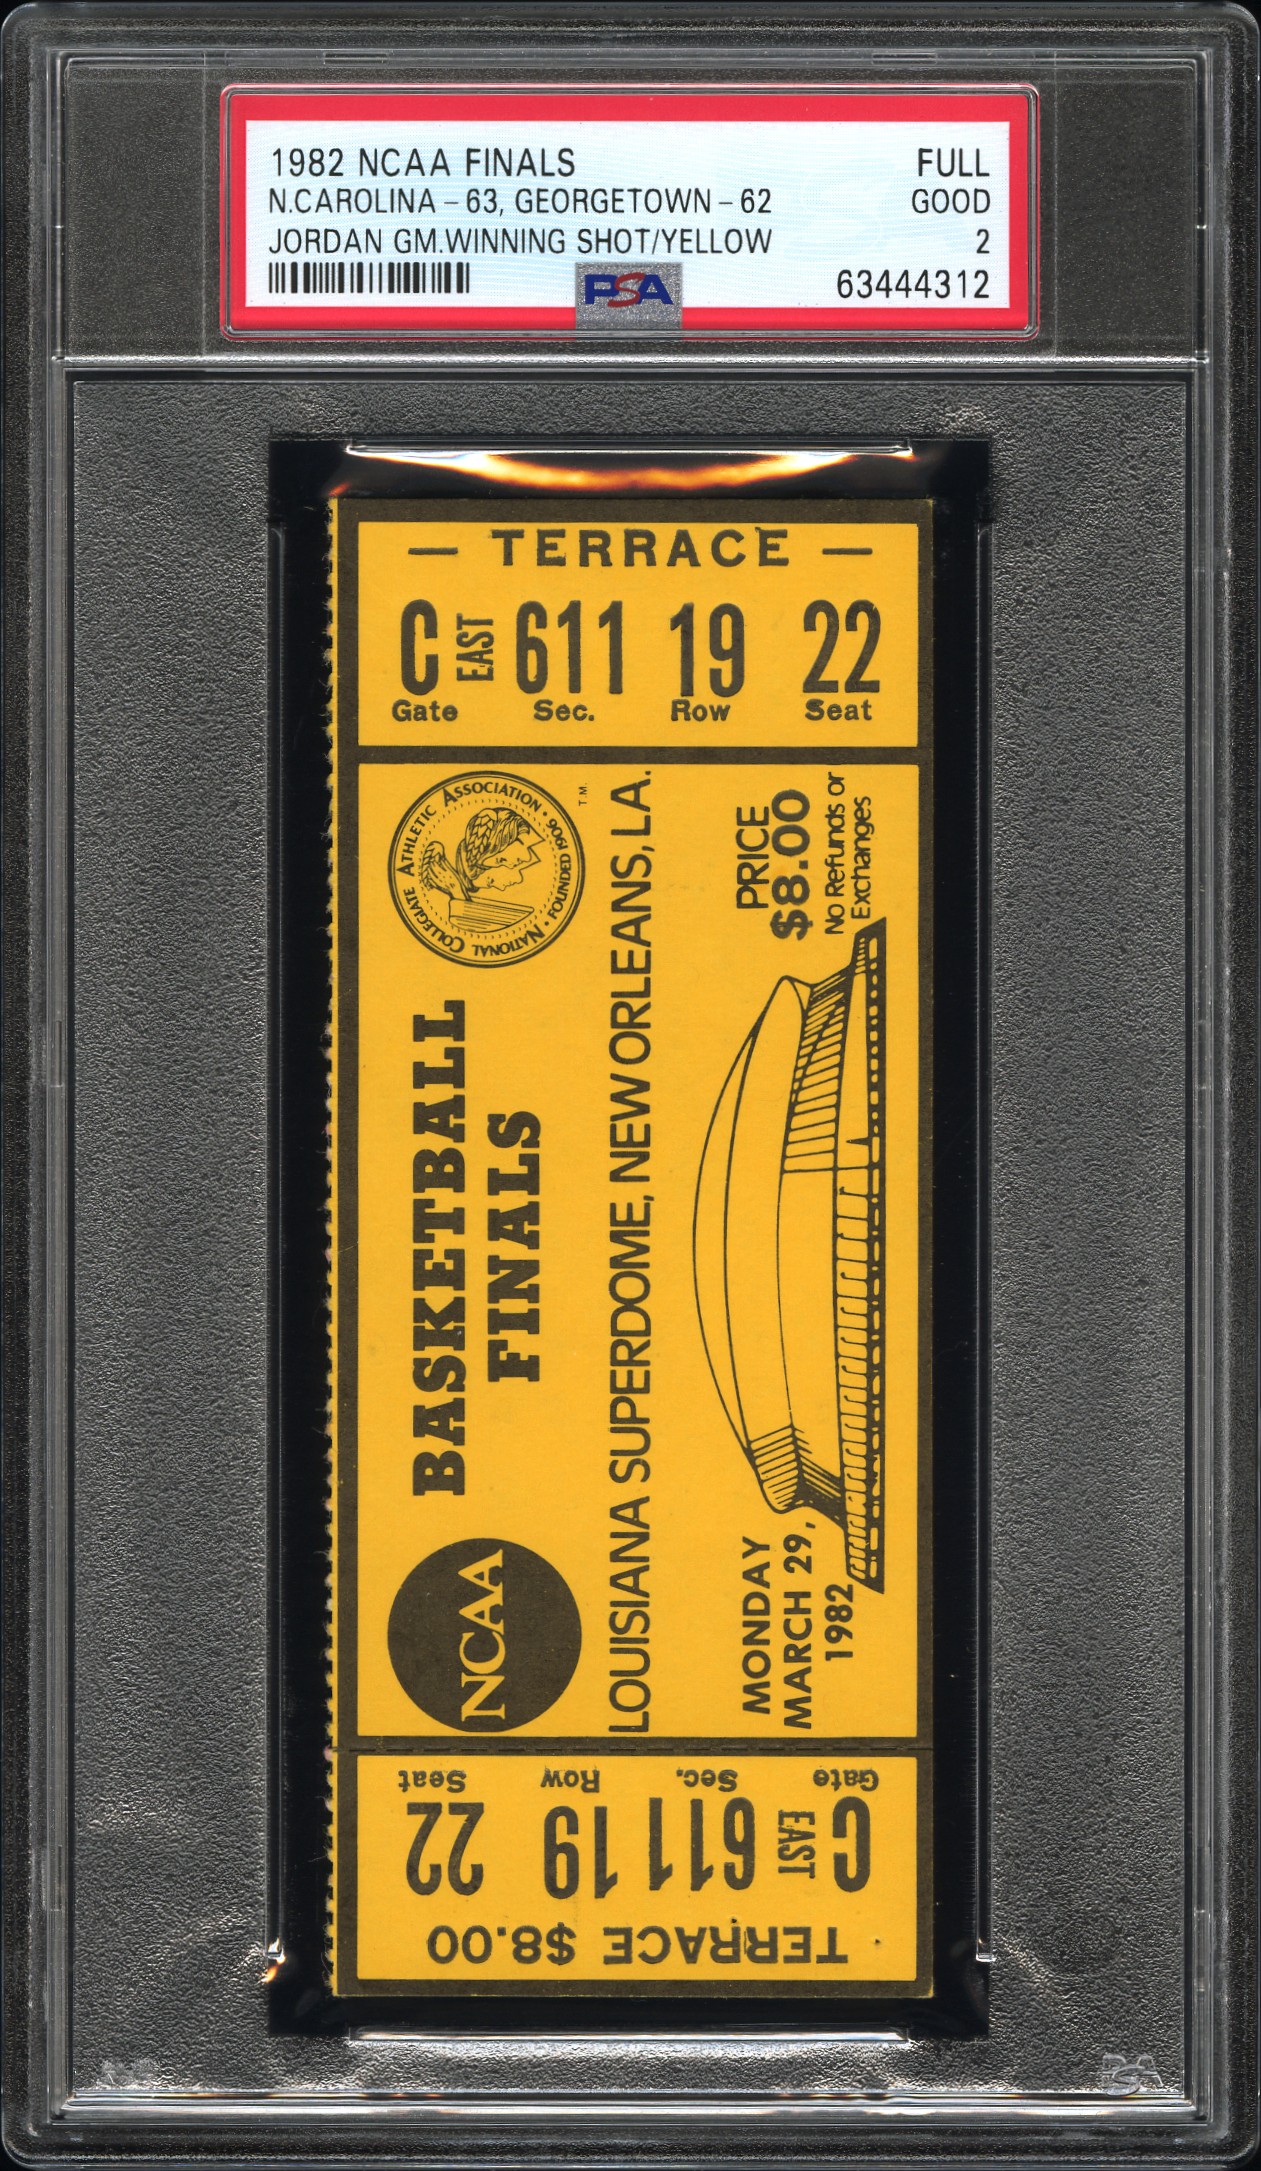 1982 NCAA FINALS
FULL
N.CAROLINA - 63, GEORGETOWN - 62
GOOD
JORDAN GM.WINNING SHOT/YELLOW
2
PSA
63444312
— TERRACE —
C EAST 611 19 22
Gate Sec. Row Seat
NATIONAL COLLEGIATE ATHLETIC ASSOCIATION • FOUNDED 1906 •
T.M.
NCAA
BASKETBALL
FINALS
LOUISIANA SUPERDOME, NEW ORLEANS, LA.
MONDAY
MARCH 29,
1982
PRICE
$8.00
No Refunds or
Exchanges
TERRACE $8.00
C EAST 611 19 22
Gate Sec. Row Seat
PSA